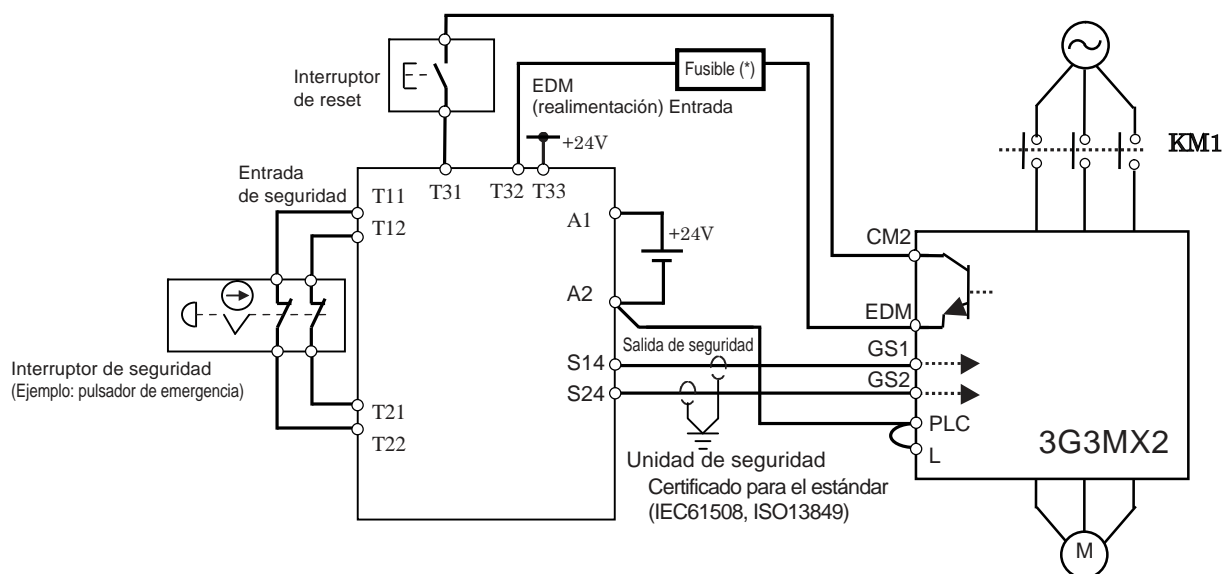 Interruptor
de reset
EDM
(realimentación) Entrada
Fusible (*)
+24V
KM1
Entrada
de seguridad
T31
T32
T33
T11
T12
A1
+24V
A2
CM2
EDM
Salida de seguridad
S14
S24
GS1
GS2
PLC
L
3G3MX2
Interruptor de seguridad
(Ejemplo: pulsador de emergencia)
T21
T22
Unidad de seguridad
Certificado para el estándar
(IEC61508, ISO13849)
M